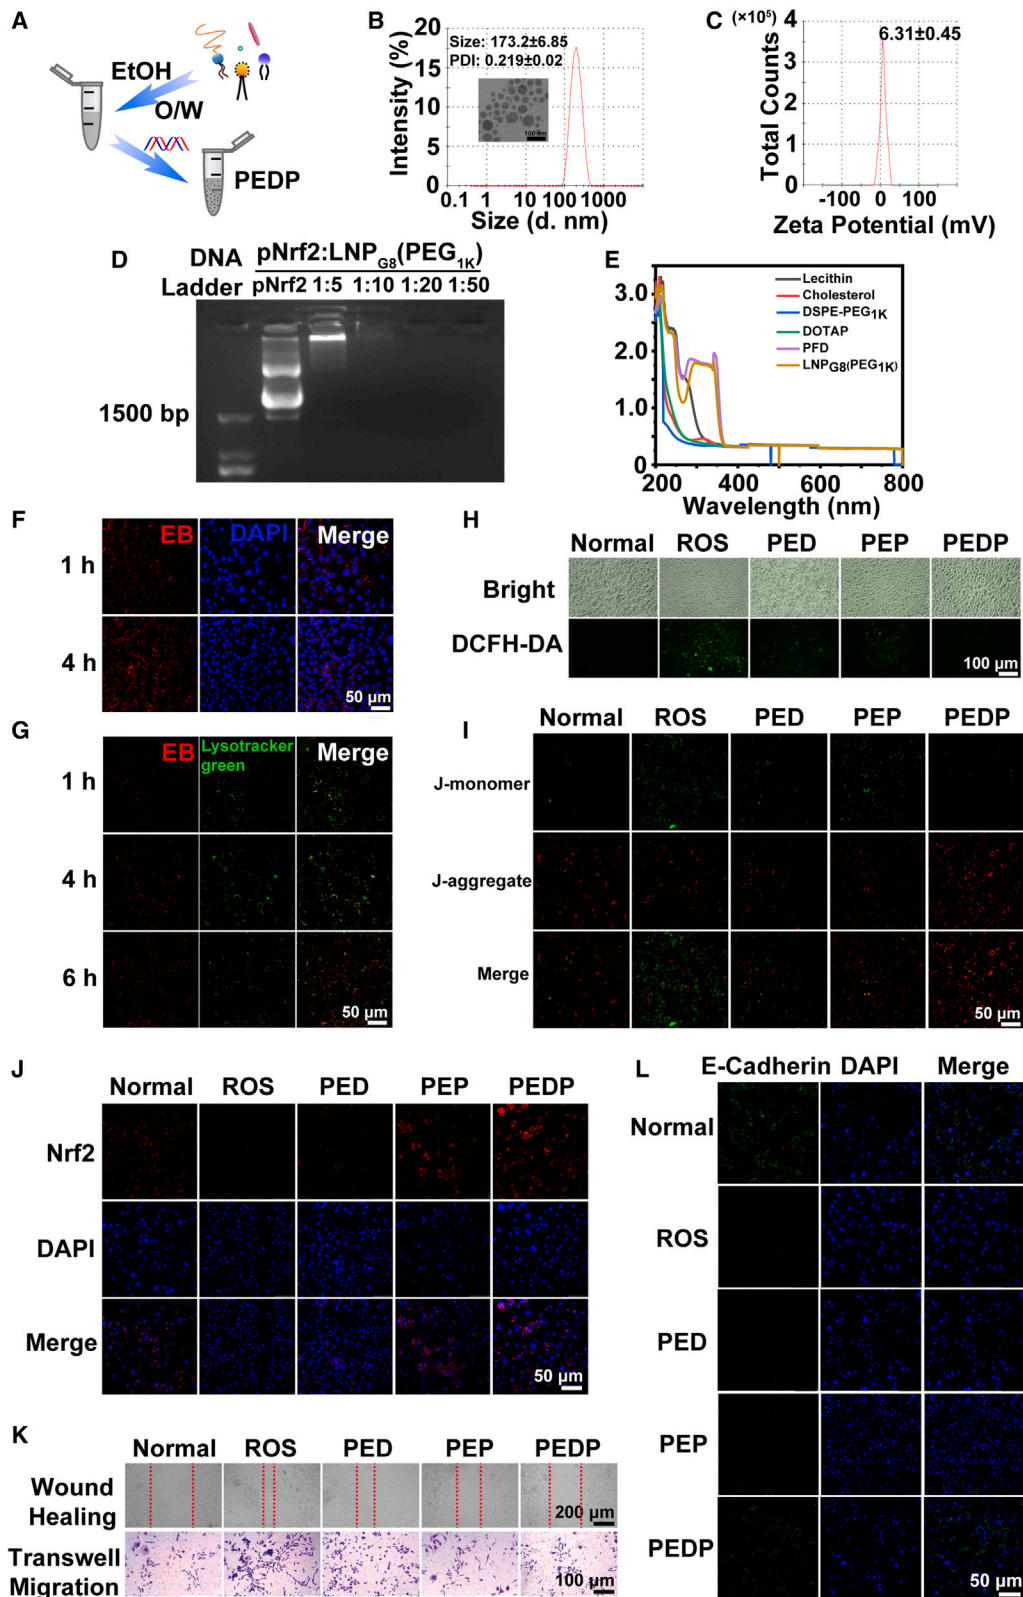 A
EtOH
O/W
PEDP
B
Intensity (%)
20
15
10
5
0
Size: 173.2±6.85
PDI: 0.219±0.02
100 nm
0.1 1 10 100 1000
Size (d. nm)
C
(×10⁵)
Total Counts
4
3
2
1
0
6.31±0.45
-100 0 100
Zeta Potential (mV)
D
DNA Ladder
pNrf2:LNPG8(PEG1K)
pNrf2 1:5 1:10 1:20 1:50
1500 bp
E
3.0
2.0
1.0
0
Lecithin
Cholesterol
DSPE-PEG1K
DOTAP
PFD
LNPG8(PEG1K)
200 400 600 800
Wavelength (nm)
F
EB DAPI Merge
1 h
4 h
50 μm
G
EB Lysotracker green Merge
1 h
4 h
6 h
50 μm
H
Normal ROS PED PEP PEDP
Bright
DCFH-DA
100 μm
I
Normal ROS PED PEP PEDP
J-monomer
J-aggregate
Merge
50 μm
J
Normal ROS PED PEP PEDP
Nrf2
DAPI
Merge
50 μm
K
Normal ROS PED PEP PEDP
Wound Healing
200 μm
Transwell Migration
100 μm
L
E-Cadherin DAPI Merge
Normal
ROS
PED
PEP
PEDP
50 μm